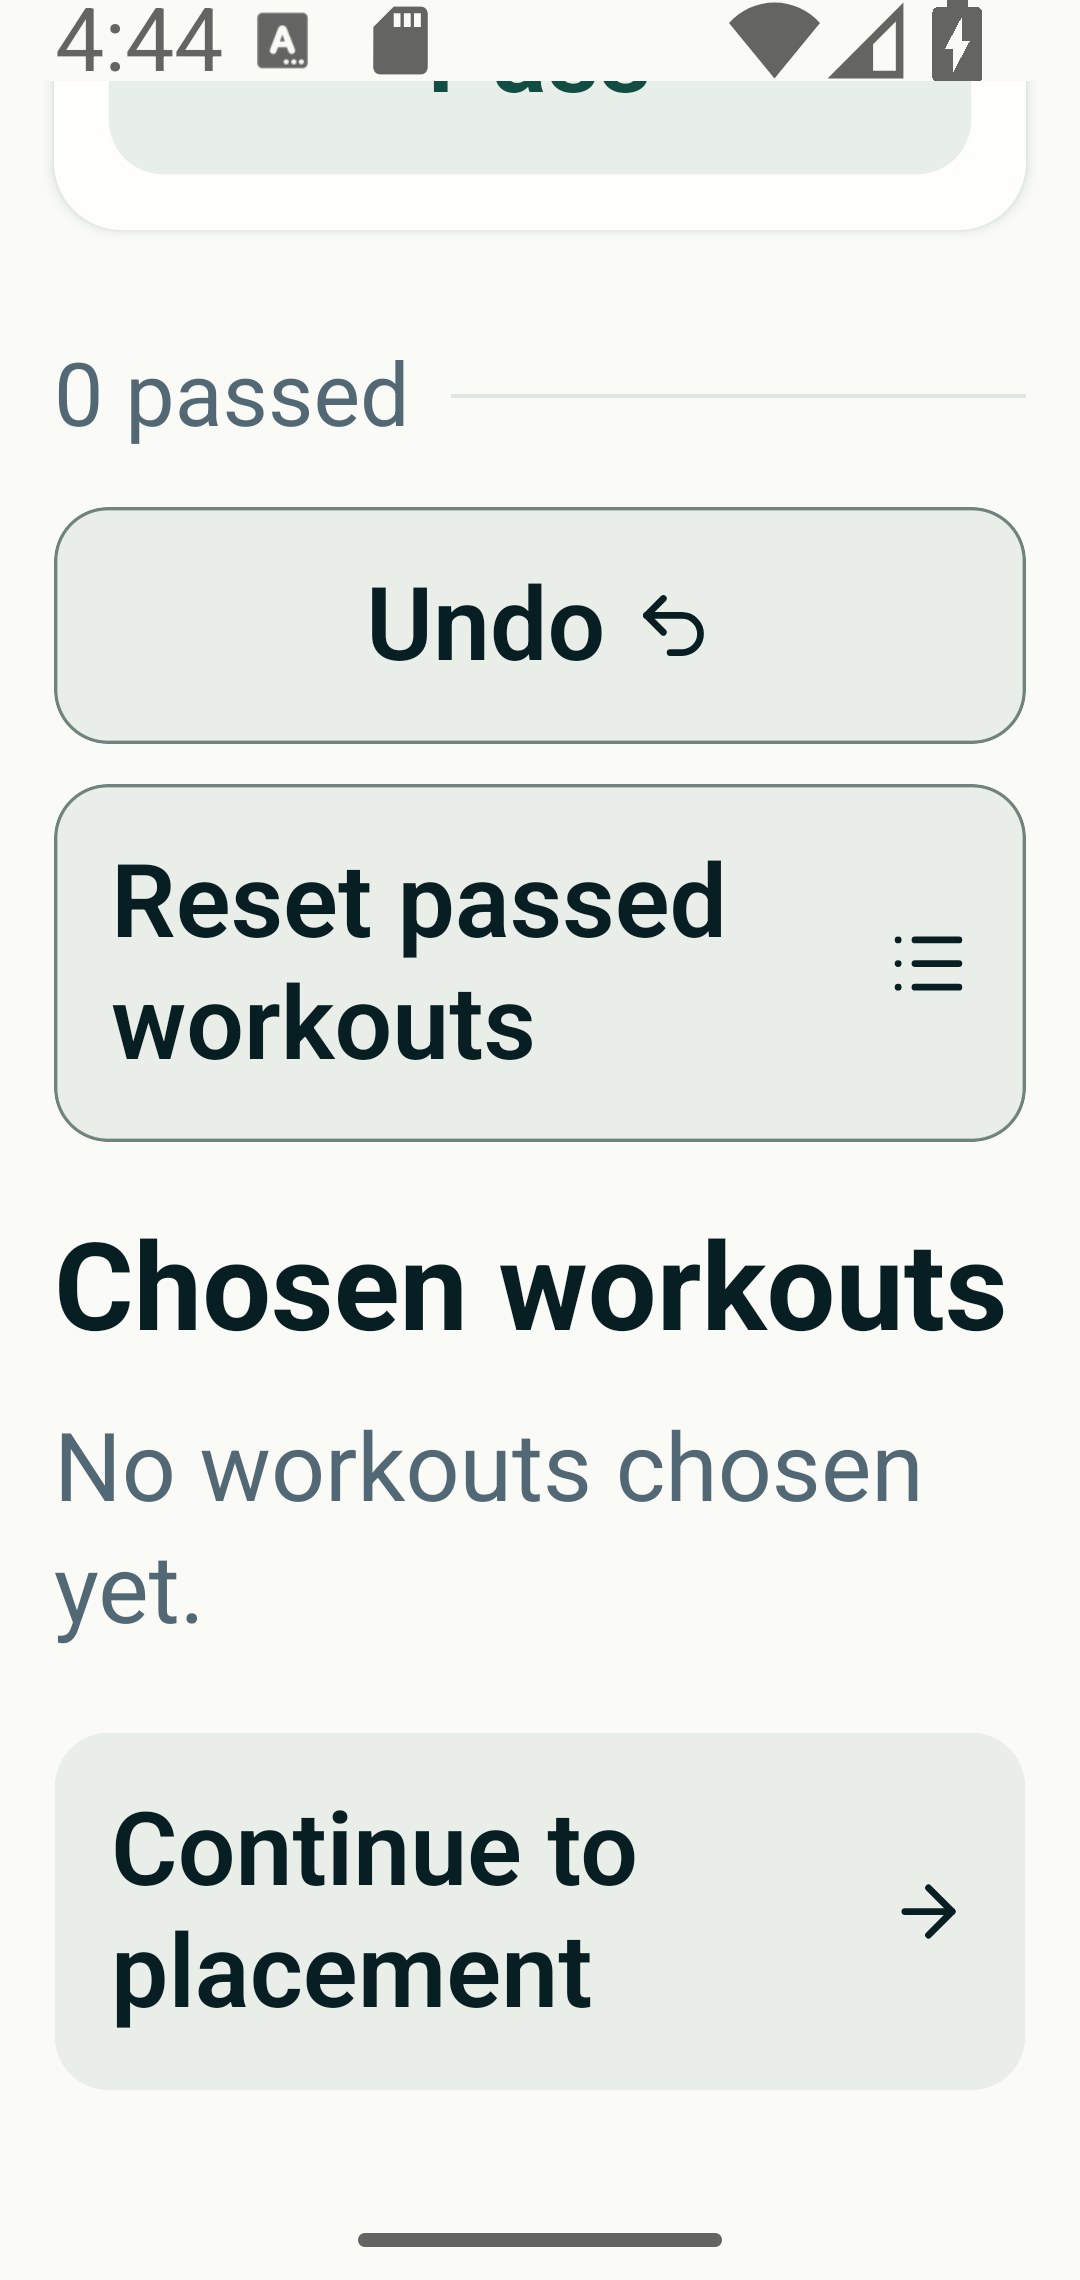 4:44
0 passed
Undo
Reset passed
workouts
Chosen workouts
No workouts chosen
yet.
Continue to
placement